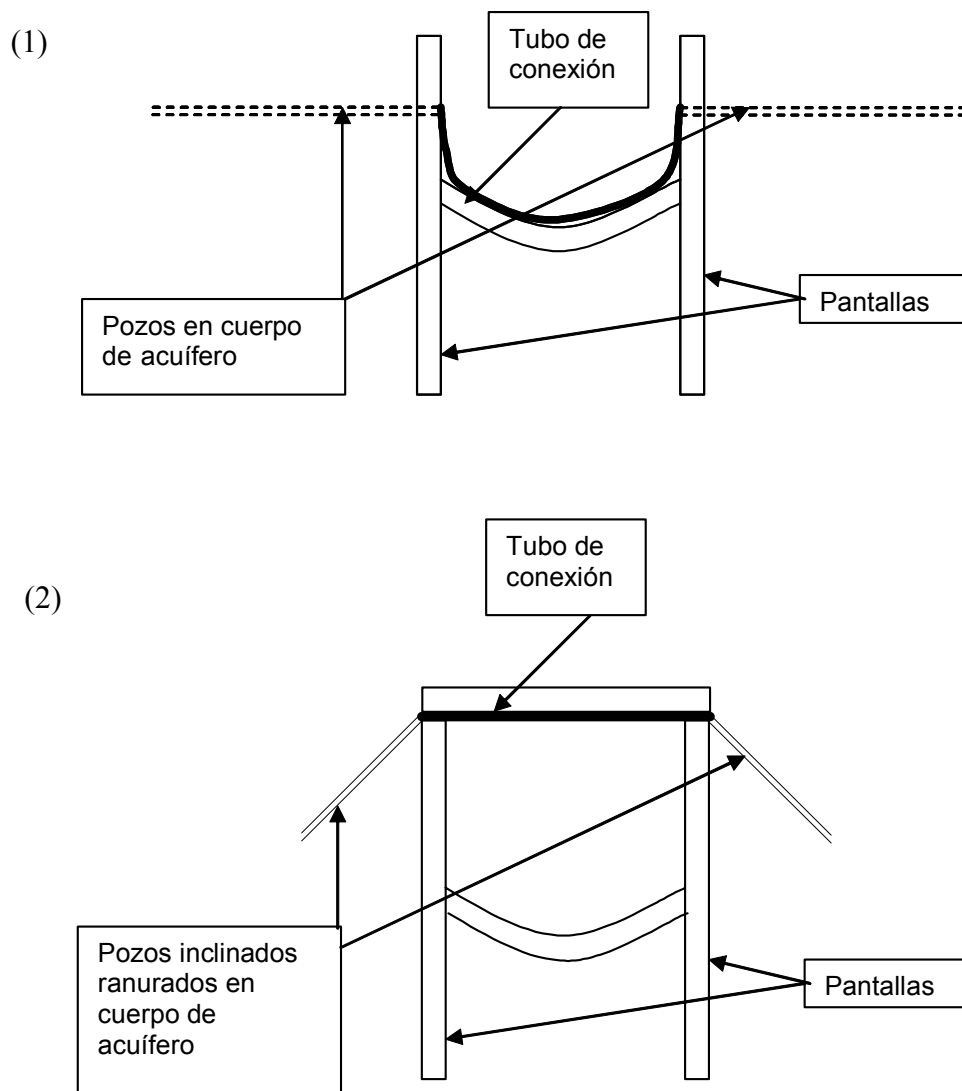 (1)
Tubo de
conexión
Pozos en cuerpo
de acuífero
Pantallas
(2)
Tubo de
conexión
Pozos inclinados
ranurados en
cuerpo de
acuífero
Pantallas